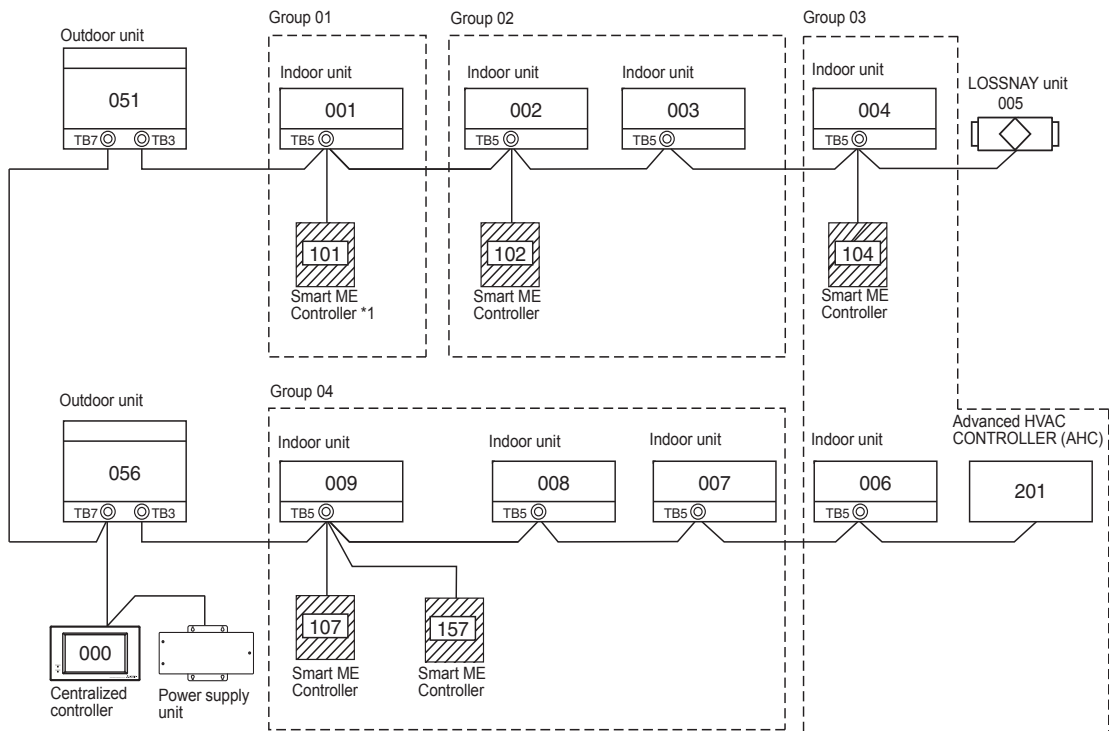 Group 01
Group 02
Group 03
Outdoor unit
051
TB7
TB3
Indoor unit
001
TB5
Indoor unit
002
TB5
Indoor unit
003
TB5
Indoor unit
004
TB5
LOSSNAY unit
005
101
Smart ME
Controller *1
102
Smart ME
Controller
104
Smart ME
Controller
Outdoor unit
056
TB7
TB3
Group 04
Indoor unit
009
TB5
Indoor unit
008
TB5
Indoor unit
007
TB5
Indoor unit
006
TB5
Advanced HVAC
CONTROLLER (AHC)
201
107
Smart ME
Controller
157
Smart ME
Controller
000
Centralized
controller
Power supply
unit